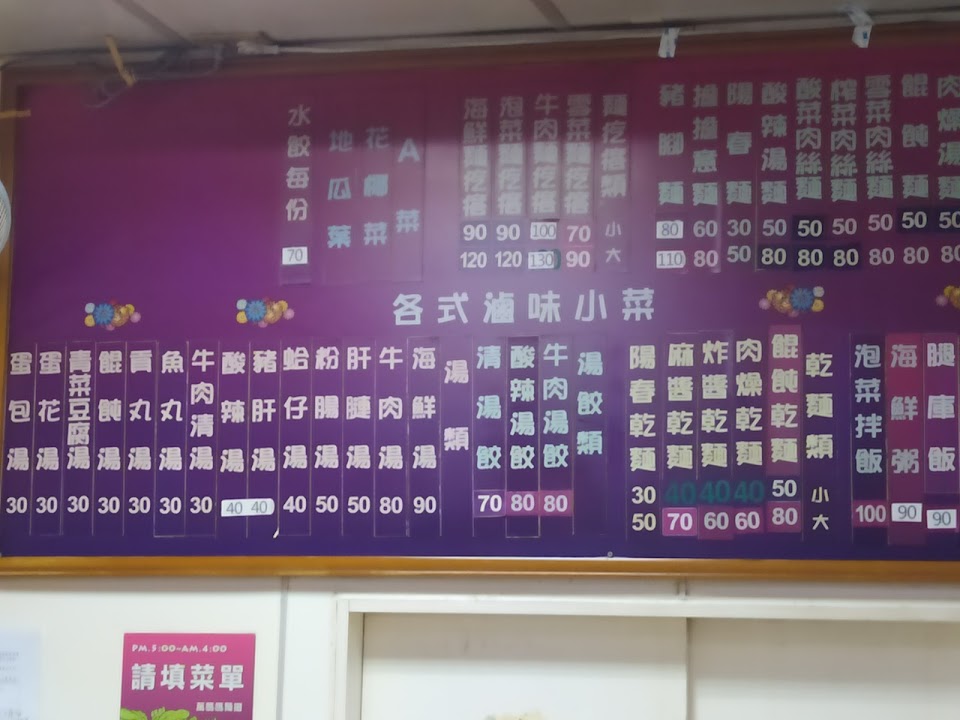 肉燥湯麵 50 80
餛飩麵 50 80
雪菜肉絲麵 50 80
榨菜肉絲麵 50 80
酸菜肉絲麵 50 80
酸辣湯麵 50 80
陽春麵 30 50
擔擔意麵 60 80
豬腳麵 80 110
麵疙瘩類 小 大
雪菜麵疙瘩 70 90
牛肉麵疙瘩 100 130
泡菜麵疙瘩 90 120
海鮮麵疙瘩 90 120
A菜
花椰菜
地瓜葉
水餃每份 70
各式滷味小菜
腿庫飯 90
海鮮粥 90
泡菜拌飯 100
乾麵類 小 大
餛飩乾麵 50 80
肉燥乾麵 40 60
炸醬乾麵 40 60
麻醬乾麵 40 70
陽春乾麵 30 50
湯餃類
牛肉湯餃 80
酸辣湯餃 80
清湯餃 70
湯類
海鮮湯 90
牛肉湯 80
肝腱湯 50
粉腸湯 50
蛤仔湯 40
豬肝湯 40
酸辣湯 40
牛肉清湯 30
魚丸湯 30
貢丸湯 30
餛飩湯 30
青菜豆腐湯 30
蛋花湯 30
蛋包湯 30
PM.5:00~AM.4:00
請填菜單